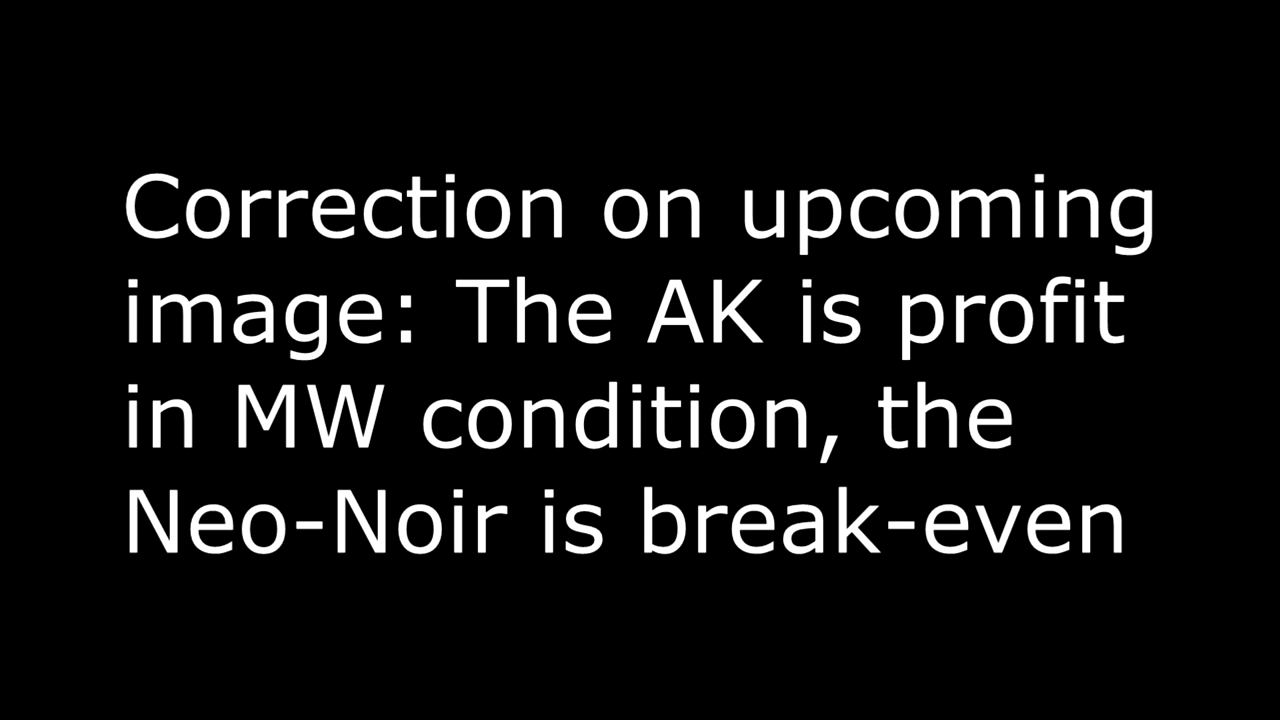 Correction on upcoming
image: The AK is profit
in MW condition, the
Neo-Noir is break-even